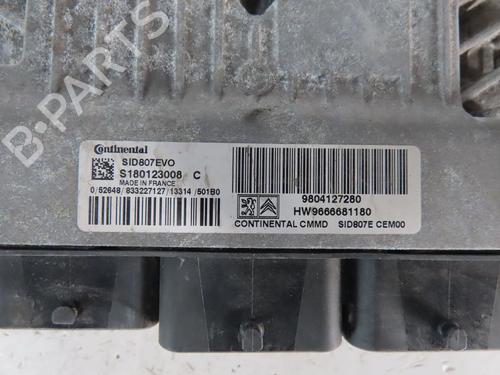 B-PARTS
Continental
SID807EVO
S180123008 C
MADE IN FRANCE
0/52648/833227127/13314/501B0
9804127280
HW9666681180
CONTINENTAL CMMD SID807E CEM00